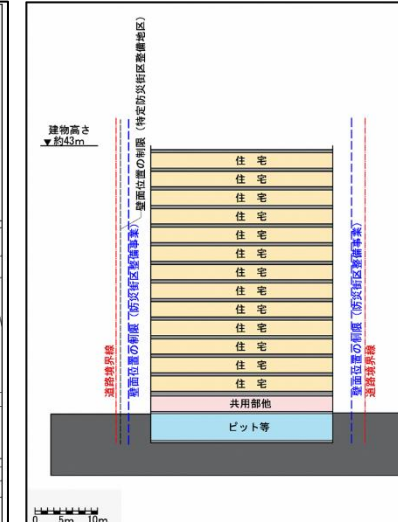 建物高さ
▼約43m
壁面位置の制限（特定防災街区整備地区）
壁面位置の制限（防災街区整備事業）
道路境界線
住　宅
住　宅
住　宅
住　宅
住　宅
住　宅
住　宅
住　宅
住　宅
住　宅
住　宅
住　宅
住　宅
共用部他
ピット等
壁面位置の制限（防災街区整備事業）
道路境界線
0 5m 10m